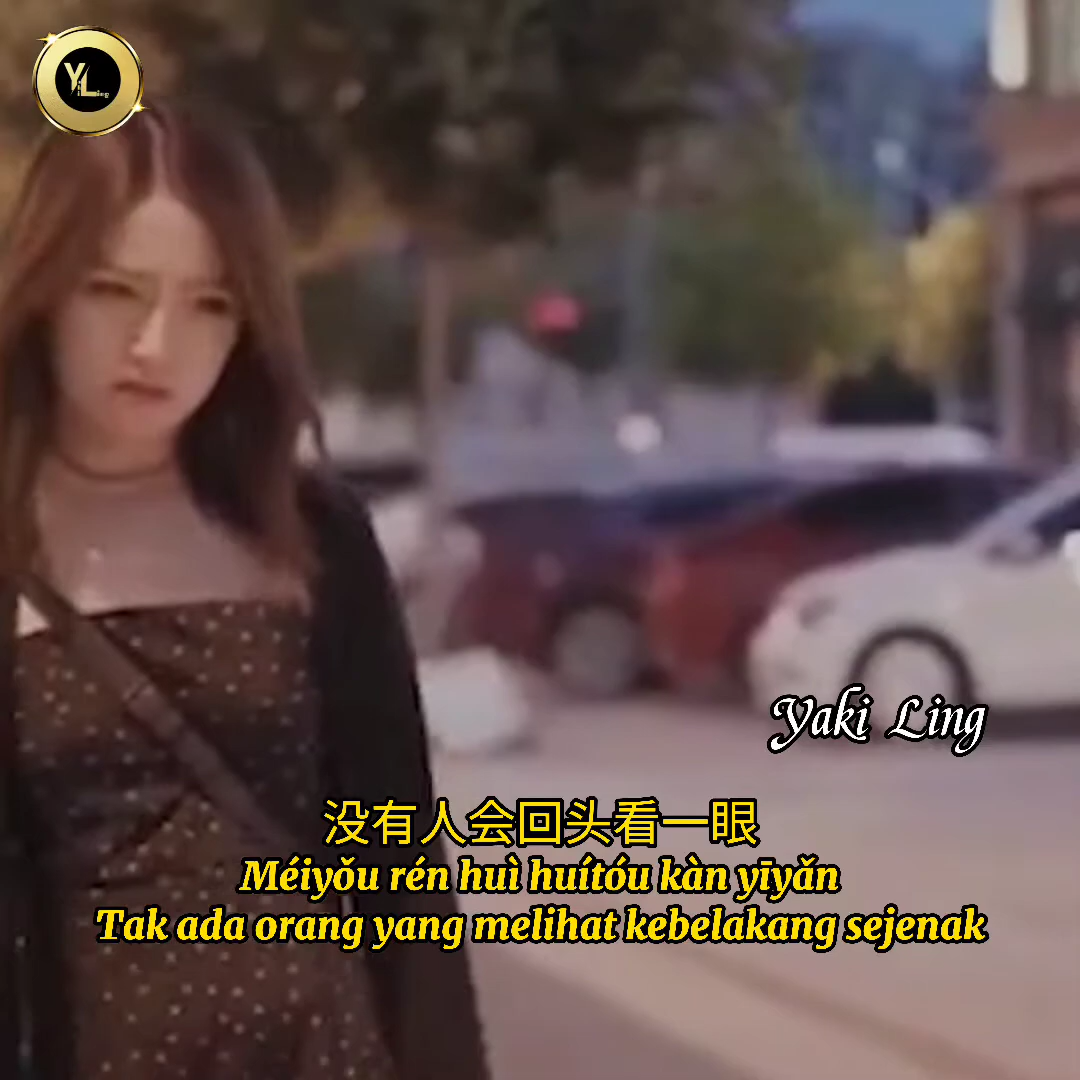 YiLing
Yaki Ling
没有人会回头看一眼
Méiyǒu rén huì huítóu kàn yīyǎn
Tak ada orang yang melihat kebelakang sejenak